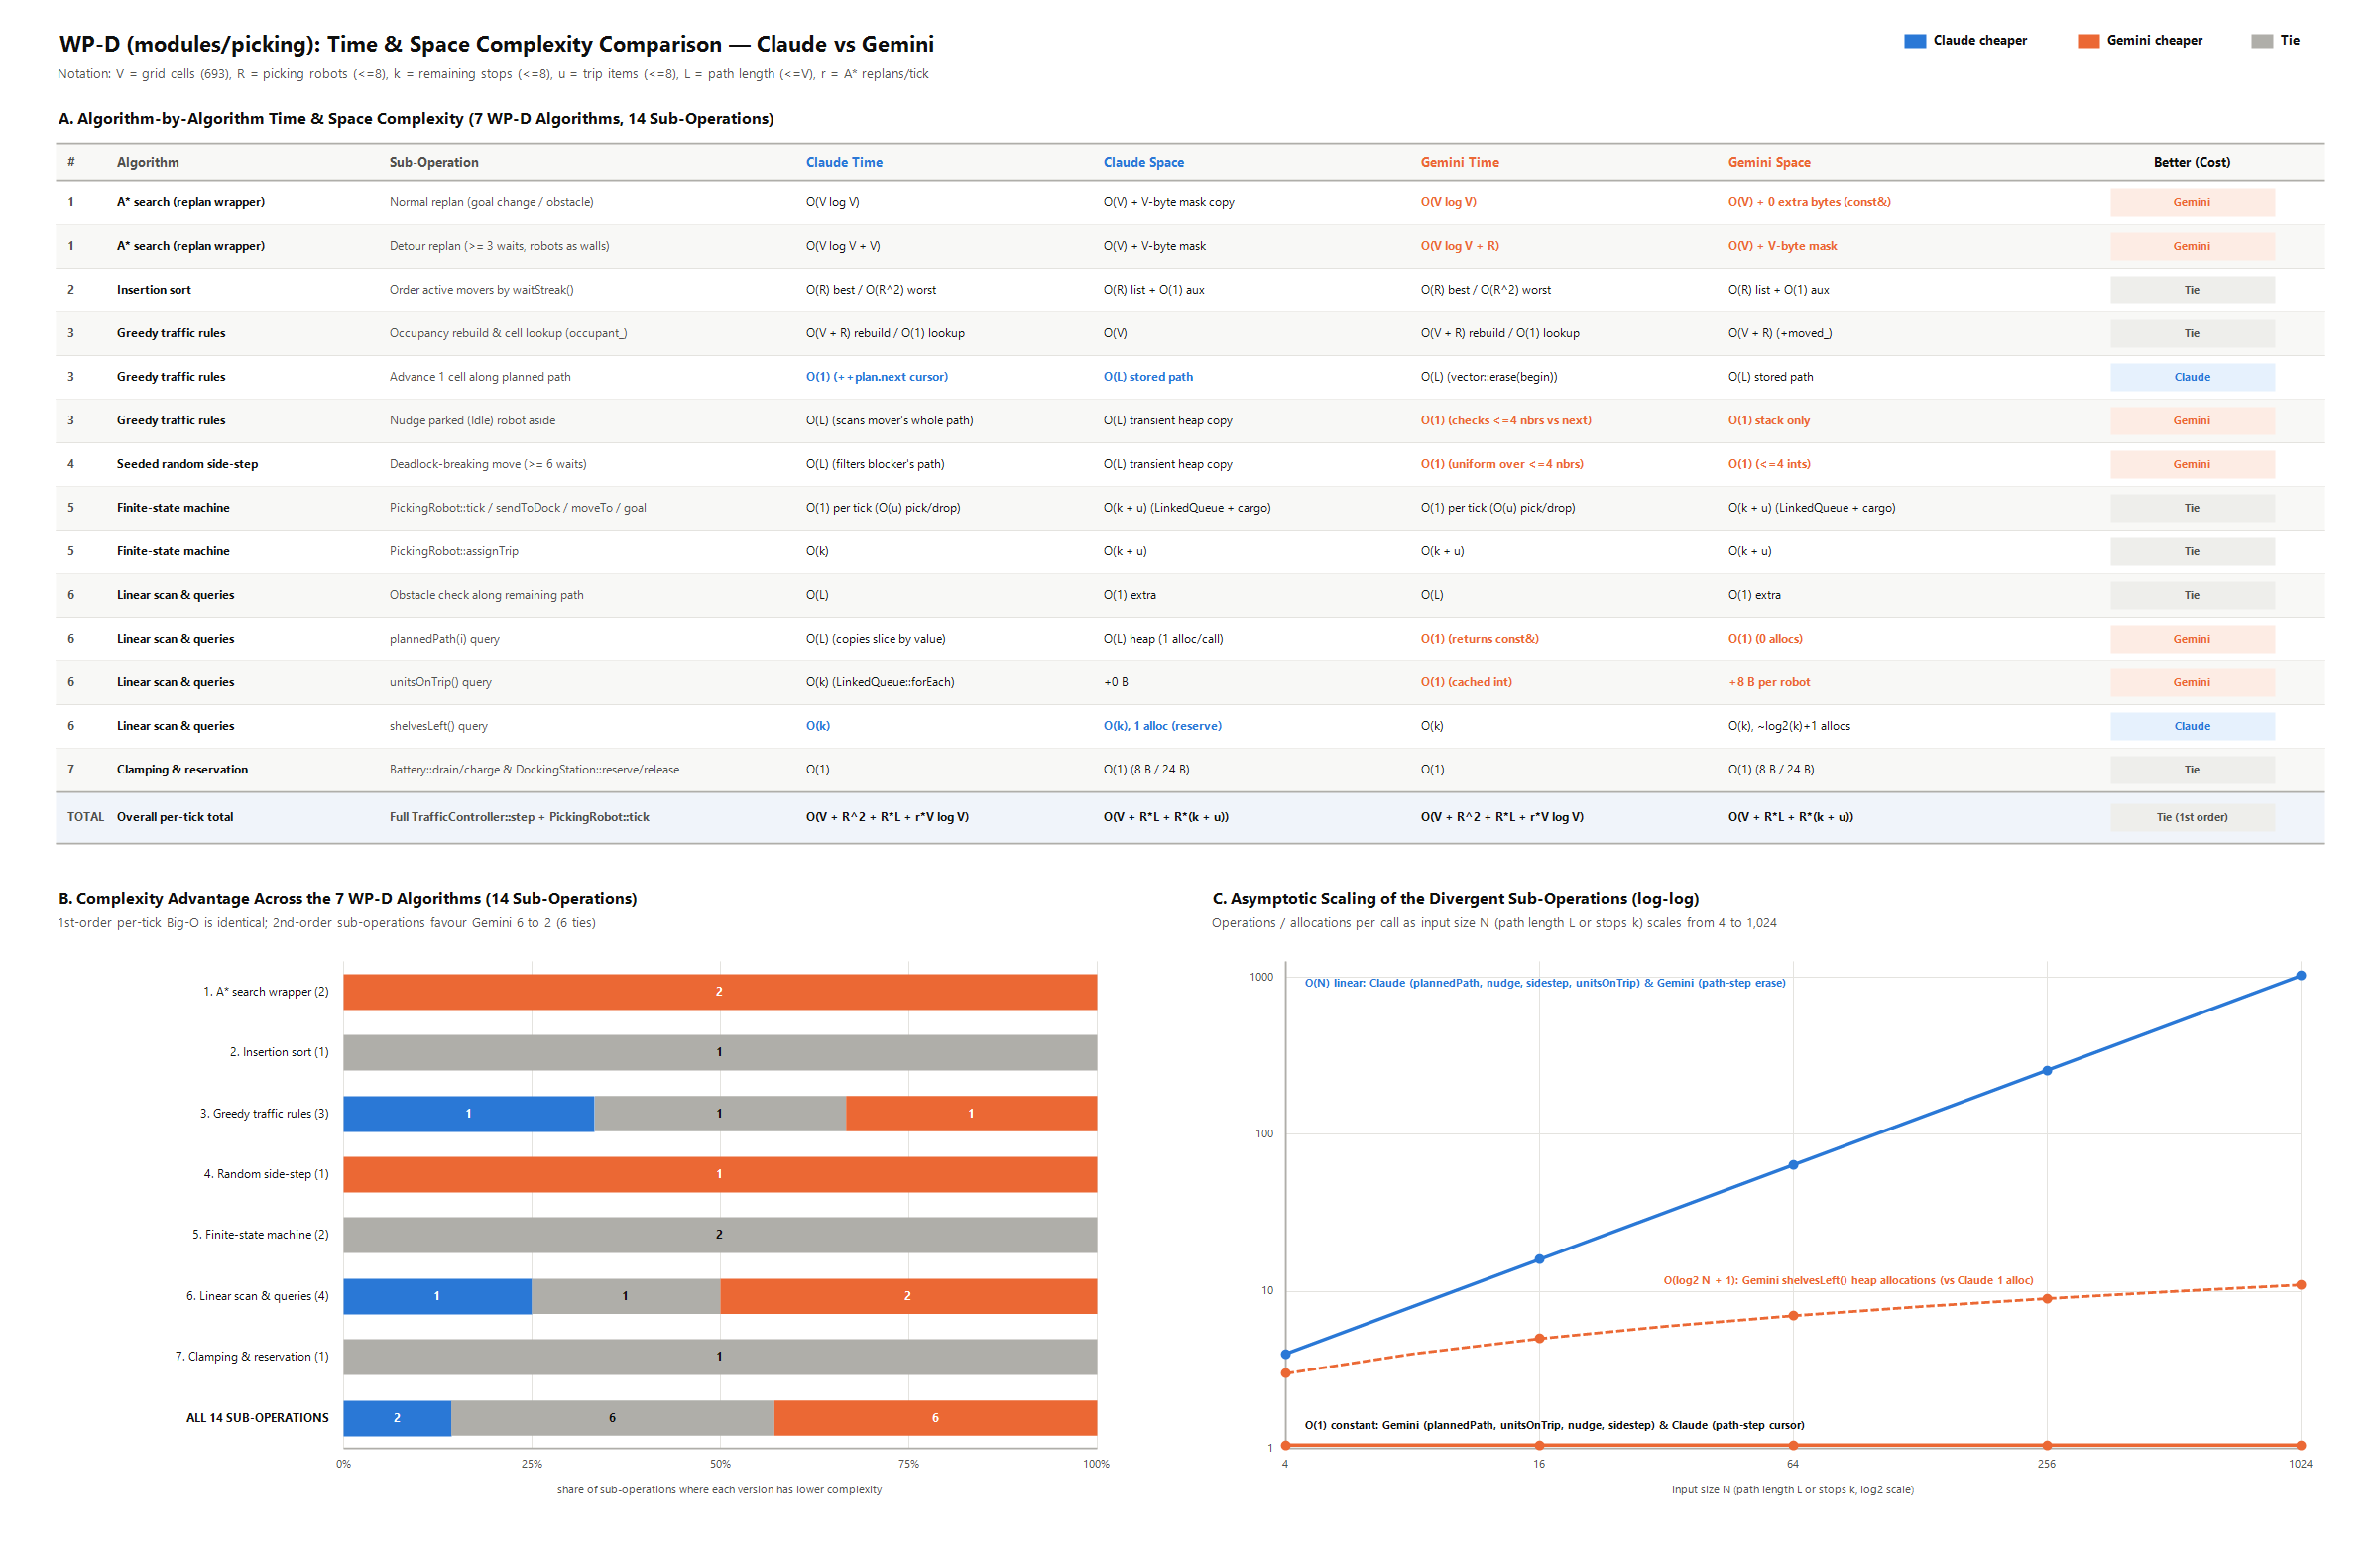 WP-D (modules/picking): Time & Space Complexity Comparison — Claude vs Gemini
Claude cheaper Gemini cheaper Tie
Notation: V = grid cells (693), R = picking robots (<=8), k = remaining stops (<=8), u = trip items (<=8), L = path length (<=V), r = A* replans/tick
A. Algorithm-by-Algorithm Time & Space Complexity (7 WP-D Algorithms, 14 Sub-Operations)
# Algorithm Sub-Operation Claude Time Claude Space Gemini Time Gemini Space Better (Cost)
1 A* search (replan wrapper) Normal replan (goal change / obstacle) O(V log V) O(V) + V-byte mask copy O(V log V) O(V) + 0 extra bytes (const&) Gemini
1 A* search (replan wrapper) Detour replan (>= 3 waits, robots as walls) O(V log V + V) O(V) + V-byte mask O(V log V + R) O(V) + V-byte mask Gemini
2 Insertion sort Order active movers by waitStreak() O(R) best / O(R^2) worst O(R) list + O(1) aux O(R) best / O(R^2) worst O(R) list + O(1) aux Tie
3 Greedy traffic rules Occupancy rebuild & cell lookup (occupant_) O(V + R) rebuild / O(1) lookup O(V) O(V + R) rebuild / O(1) lookup O(V + R) (+moved_) Tie
3 Greedy traffic rules Advance 1 cell along planned path O(1) (++plan.next cursor) O(L) stored path O(L) (vector::erase(begin)) O(L) stored path Claude
3 Greedy traffic rules Nudge parked (Idle) robot aside O(L) (scans mover's whole path) O(L) transient heap copy O(1) (checks <=4 nbrs vs next) O(1) stack only Gemini
4 Seeded random side-step Deadlock-breaking move (>= 6 waits) O(L) (filters blocker's path) O(L) transient heap copy O(1) (uniform over <=4 nbrs) O(1) (<=4 ints) Gemini
5 Finite-state machine PickingRobot::tick / sendToDock / moveTo / goal O(1) per tick (O(u) pick/drop) O(k + u) (LinkedQueue + cargo) O(1) per tick (O(u) pick/drop) O(k + u) (LinkedQueue + cargo) Tie
5 Finite-state machine PickingRobot::assignTrip O(k) O(k + u) O(k + u) O(k + u) Tie
6 Linear scan & queries Obstacle check along remaining path O(L) O(1) extra O(L) O(1) extra Tie
6 Linear scan & queries plannedPath(i) query O(L) (copies slice by value) O(L) heap (1 alloc/call) O(1) (returns const&) O(1) (0 allocs) Gemini
6 Linear scan & queries unitsOnTrip() query O(k) (LinkedQueue::forEach) +0 B O(1) (cached int) +8 B per robot Gemini
6 Linear scan & queries shelvesLeft() query O(k) O(k), 1 alloc (reserve) O(k) O(k), ~log2(k)+1 allocs Claude
7 Clamping & reservation Battery::drain/charge & DockingStation::reserve/release O(1) O(1) (8 B / 24 B) O(1) O(1) (8 B / 24 B) Tie
TOTAL Overall per-tick total Full TrafficController::step + PickingRobot::tick O(V + R^2 + R*L + r*V log V) O(V + R*L + R*(k + u)) O(V + R^2 + R*L + r*V log V) O(V + R*L + R*(k + u)) Tie (1st order)
B. Complexity Advantage Across the 7 WP-D Algorithms (14 Sub-Operations)
1st-order per-tick Big-O is identical; 2nd-order sub-operations favour Gemini 6 to 2 (6 ties)
1. A* search wrapper (2) 2
2. Insertion sort (1) 1
3. Greedy traffic rules (3) 1 1 1
4. Random side-step (1) 1
5. Finite-state machine (2) 2
6. Linear scan & queries (4) 1 1 2
7. Clamping & reservation (1) 1
ALL 14 SUB-OPERATIONS 2 6 6
0% 25% 50% 75% 100%
share of sub-operations where each version has lower complexity
C. Asymptotic Scaling of the Divergent Sub-Operations (log-log)
Operations / allocations per call as input size N (path length L or stops k) scales from 4 to 1,024
1000
O(N) linear: Claude (plannedPath, nudge, sidestep, unitsOnTrip) & Gemini (path-step erase)
100
O(log2 N + 1): Gemini shelvesLeft() heap allocations (vs Claude 1 alloc)
10
O(1) constant: Gemini (plannedPath, unitsOnTrip, nudge, sidestep) & Claude (path-step cursor)
1
4 16 64 256 1024
input size N (path length L or stops k, log2 scale)